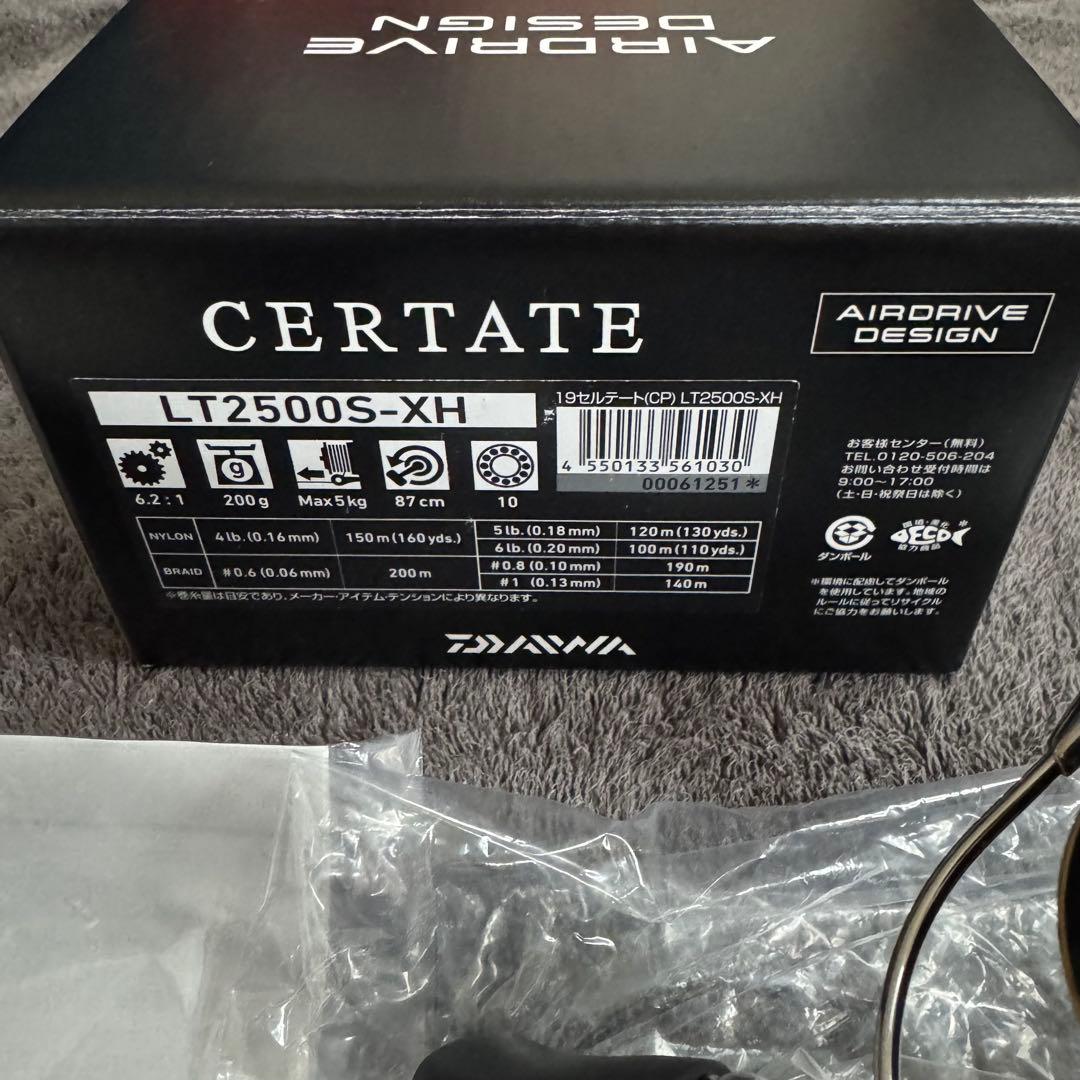 AIRDRIVE
DESIGN
CERTATE
AIRDRIVE
DESIGN
LT2500S-XH
19セルテート(CP) LT2500S-XH
4 550133 561030
00061251*
g
6.2:1
200g
Max5kg
87cm
10
NYLON 4lb.(0.16mm) 150m(160yds.) 5lb.(0.18mm) 120m(130yds.)
6lb.(0.20mm) 100m(110yds.)
BRAID #0.6(0.06mm) 200m #0.8(0.10mm) 190m
#1 (0.13mm) 140m
※巻糸量は目安であり、メーカー・アイテム・テンションにより異なります。
DAIWA
お客様センター(無料)
TEL.0120-506-204
お問い合わせ受付時間は
9:00〜17:00
(土・日・祝祭日は除く)
ダンボール
環境・美化
ECO
協力商品
※環境に配慮してダンボール
を使用しています。地域の
ルールに従ってリサイクル
にご協力をお願いします。